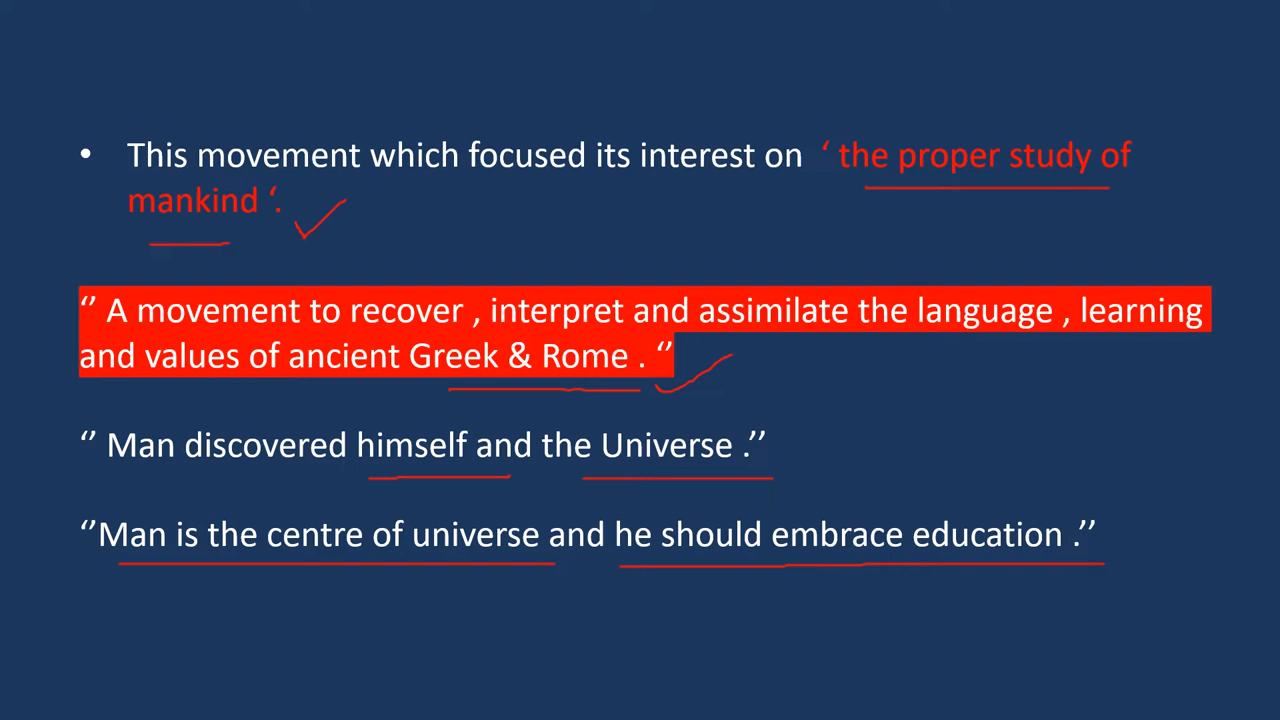 • This movement which focused its interest on ‘ the proper study of
mankind ‘.
‘’ A movement to recover , interpret and assimilate the language , learning
and values of ancient Greek & Rome . ‘’
‘’ Man discovered himself and the Universe .’’
‘’Man is the centre of universe and he should embrace education .’’